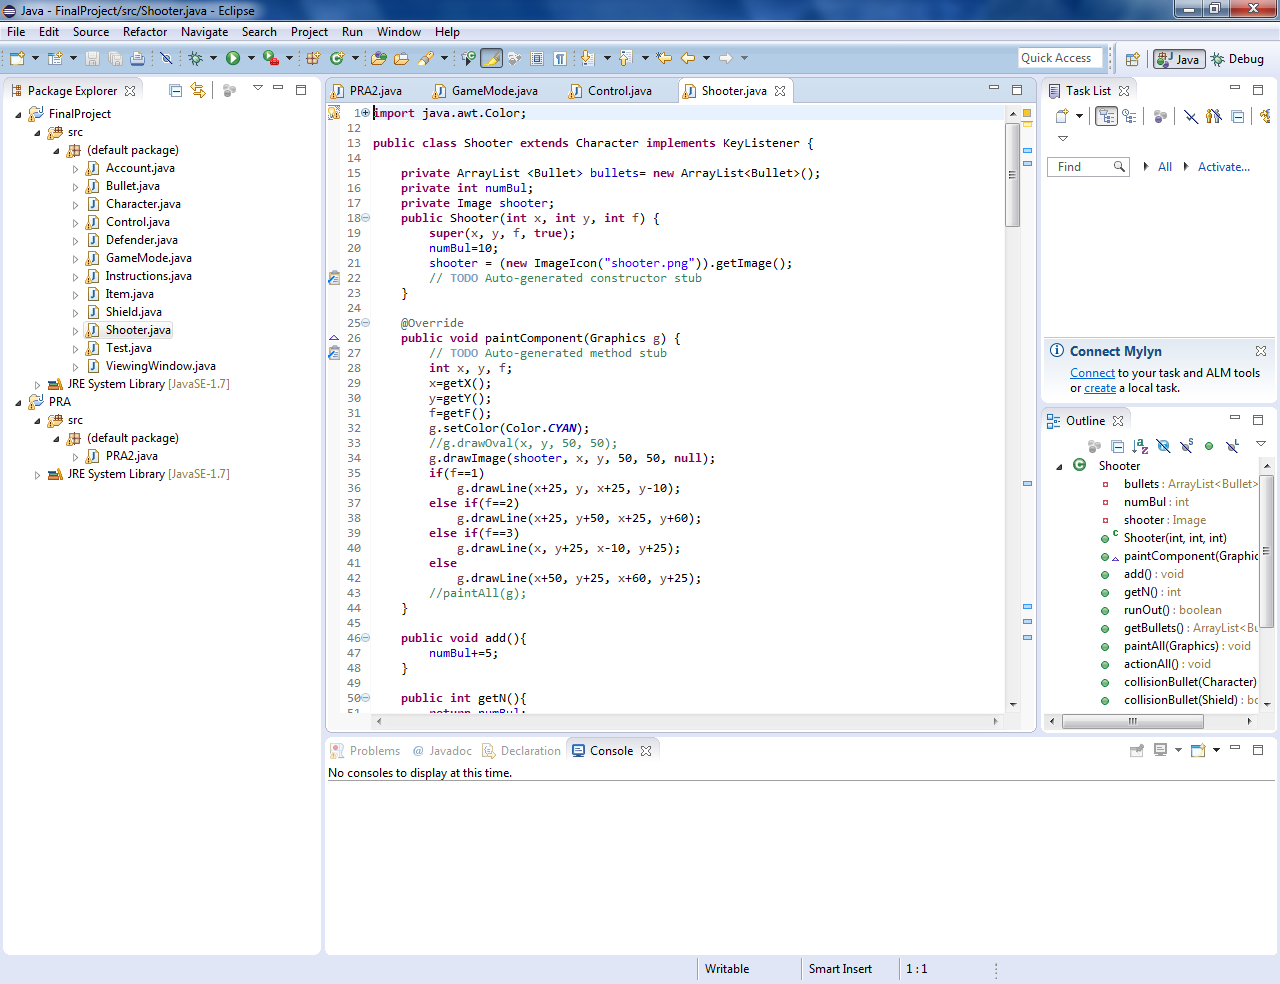 Java - FinalProject/src/Shooter.java - Eclipse
File Edit Source Refactor Navigate Search Project Run Window Help
Quick Access Java Debug
Package Explorer
FinalProject
src
(default package)
Account.java
Bullet.java
Character.java
Control.java
Defender.java
GameMode.java
Instructions.java
Item.java
Shield.java
Shooter.java
Test.java
ViewingWindow.java
JRE System Library [JavaSE-1.7]
PRA
src
(default package)
PRA2.java
JRE System Library [JavaSE-1.7]
PRA2.java GameMode.java Control.java Shooter.java
1 import java.awt.Color;
12
13 public class Shooter extends Character implements KeyListener {
14
15 private ArrayList <Bullet> bullets= new ArrayList<Bullet>();
16 private int numBul;
17 private Image shooter;
18 public Shooter(int x, int y, int f) {
19 super(x, y, f, true);
20 numBul=10;
21 shooter = (new ImageIcon("shooter.png")).getImage();
22 // TODO Auto-generated constructor stub
23 }
24
25 @Override
26 public void paintComponent(Graphics g) {
27 // TODO Auto-generated method stub
28 int x, y, f;
29 x=getX();
30 y=getY();
31 f=getF();
32 g.setColor(Color.CYAN);
33 //g.drawOval(x, y, 50, 50);
34 g.drawImage(shooter, x, y, 50, 50, null);
35 if(f==1)
36 g.drawLine(x+25, y, x+25, y-10);
37 else if(f==2)
38 g.drawLine(x+25, y+50, x+25, y+60);
39 else if(f==3)
40 g.drawLine(x, y+25, x-10, y+25);
41 else
42 g.drawLine(x+50, y+25, x+60, y+25);
43 //paintAll(g);
44 }
45
46 public void add(){
47 numBul+=5;
48 }
49
50 public int getN(){
51 return numBul;
Task List
Find All Activate...
Connect Mylyn
Connect to your task and ALM tools
or create a local task.
Outline
Shooter
bullets : ArrayList<Bullet>
numBul : int
shooter : Image
Shooter(int, int, int)
paintComponent(Graphic
add() : void
getN() : int
runOut() : boolean
getBullets() : ArrayList<Bu
paintAll(Graphics) : void
actionAll() : void
collisionBullet(Character)
collisionBullet(Shield) : bo
Problems @ Javadoc Declaration Console
No consoles to display at this time.
Writable Smart Insert 1 : 1